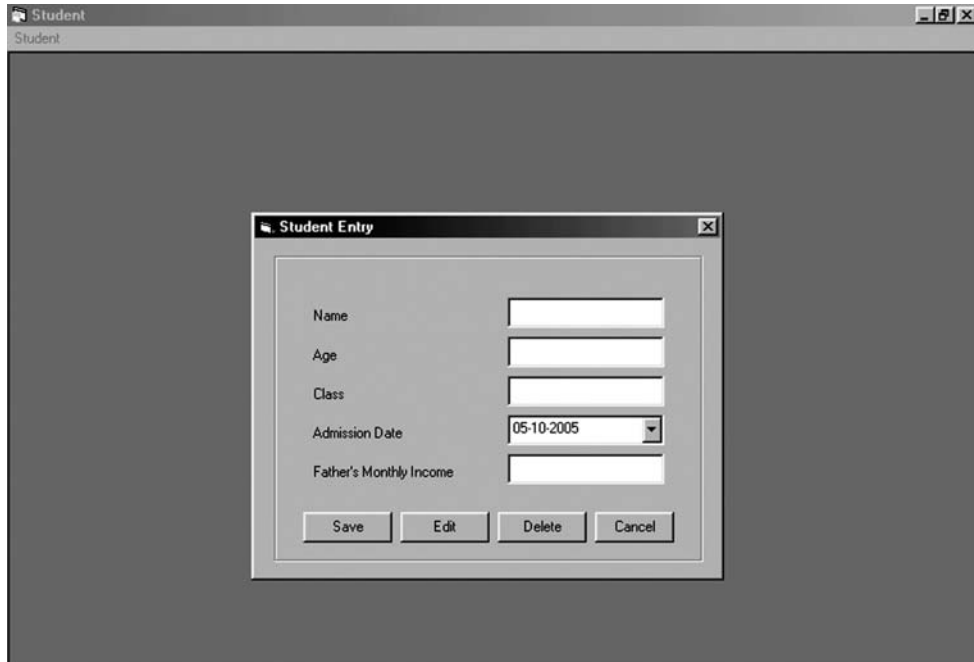 Student
Student
Student Entry
Name
Age
Class
Admission Date 05-10-2005
Father's Monthly Income
Save Edit Delete Cancel